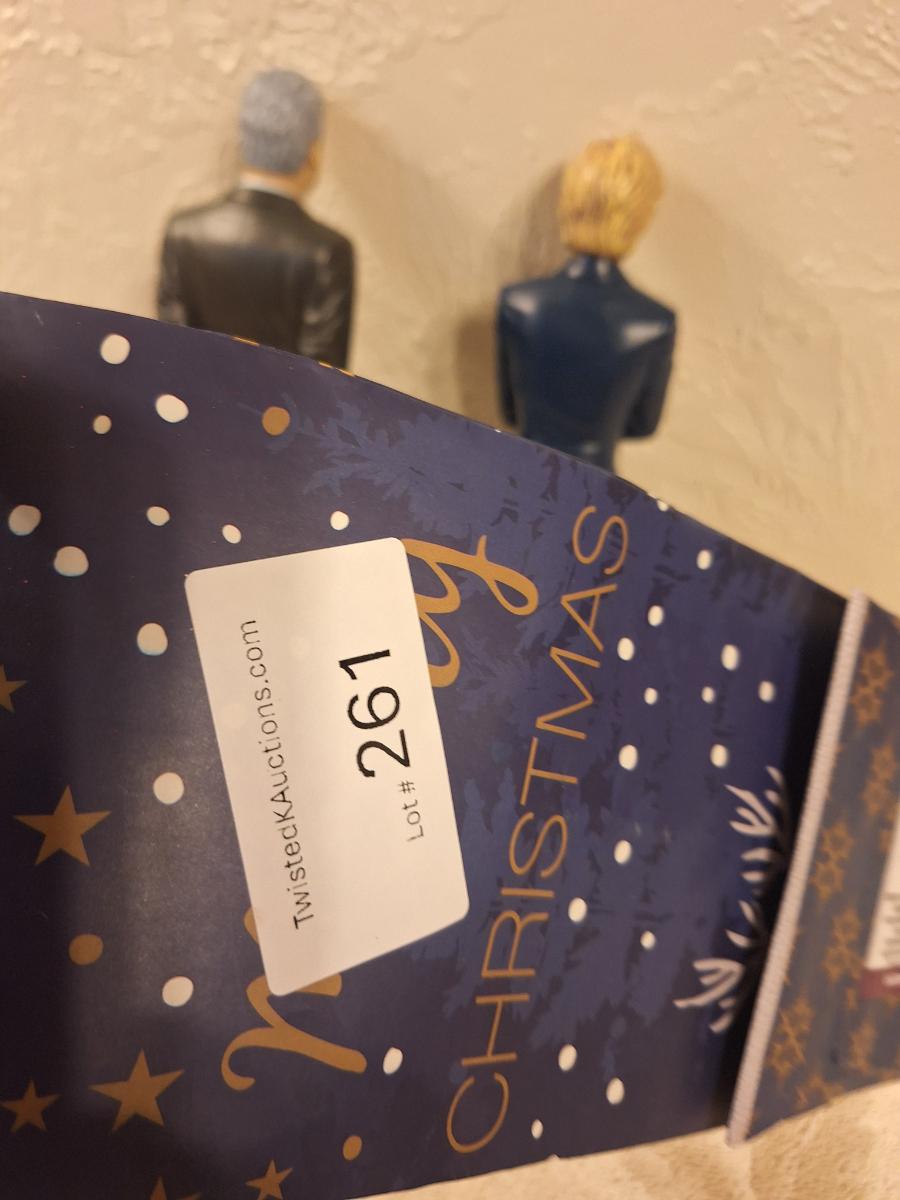 TwistedKAuctions.com
Lot # 261
CHRISTMAS